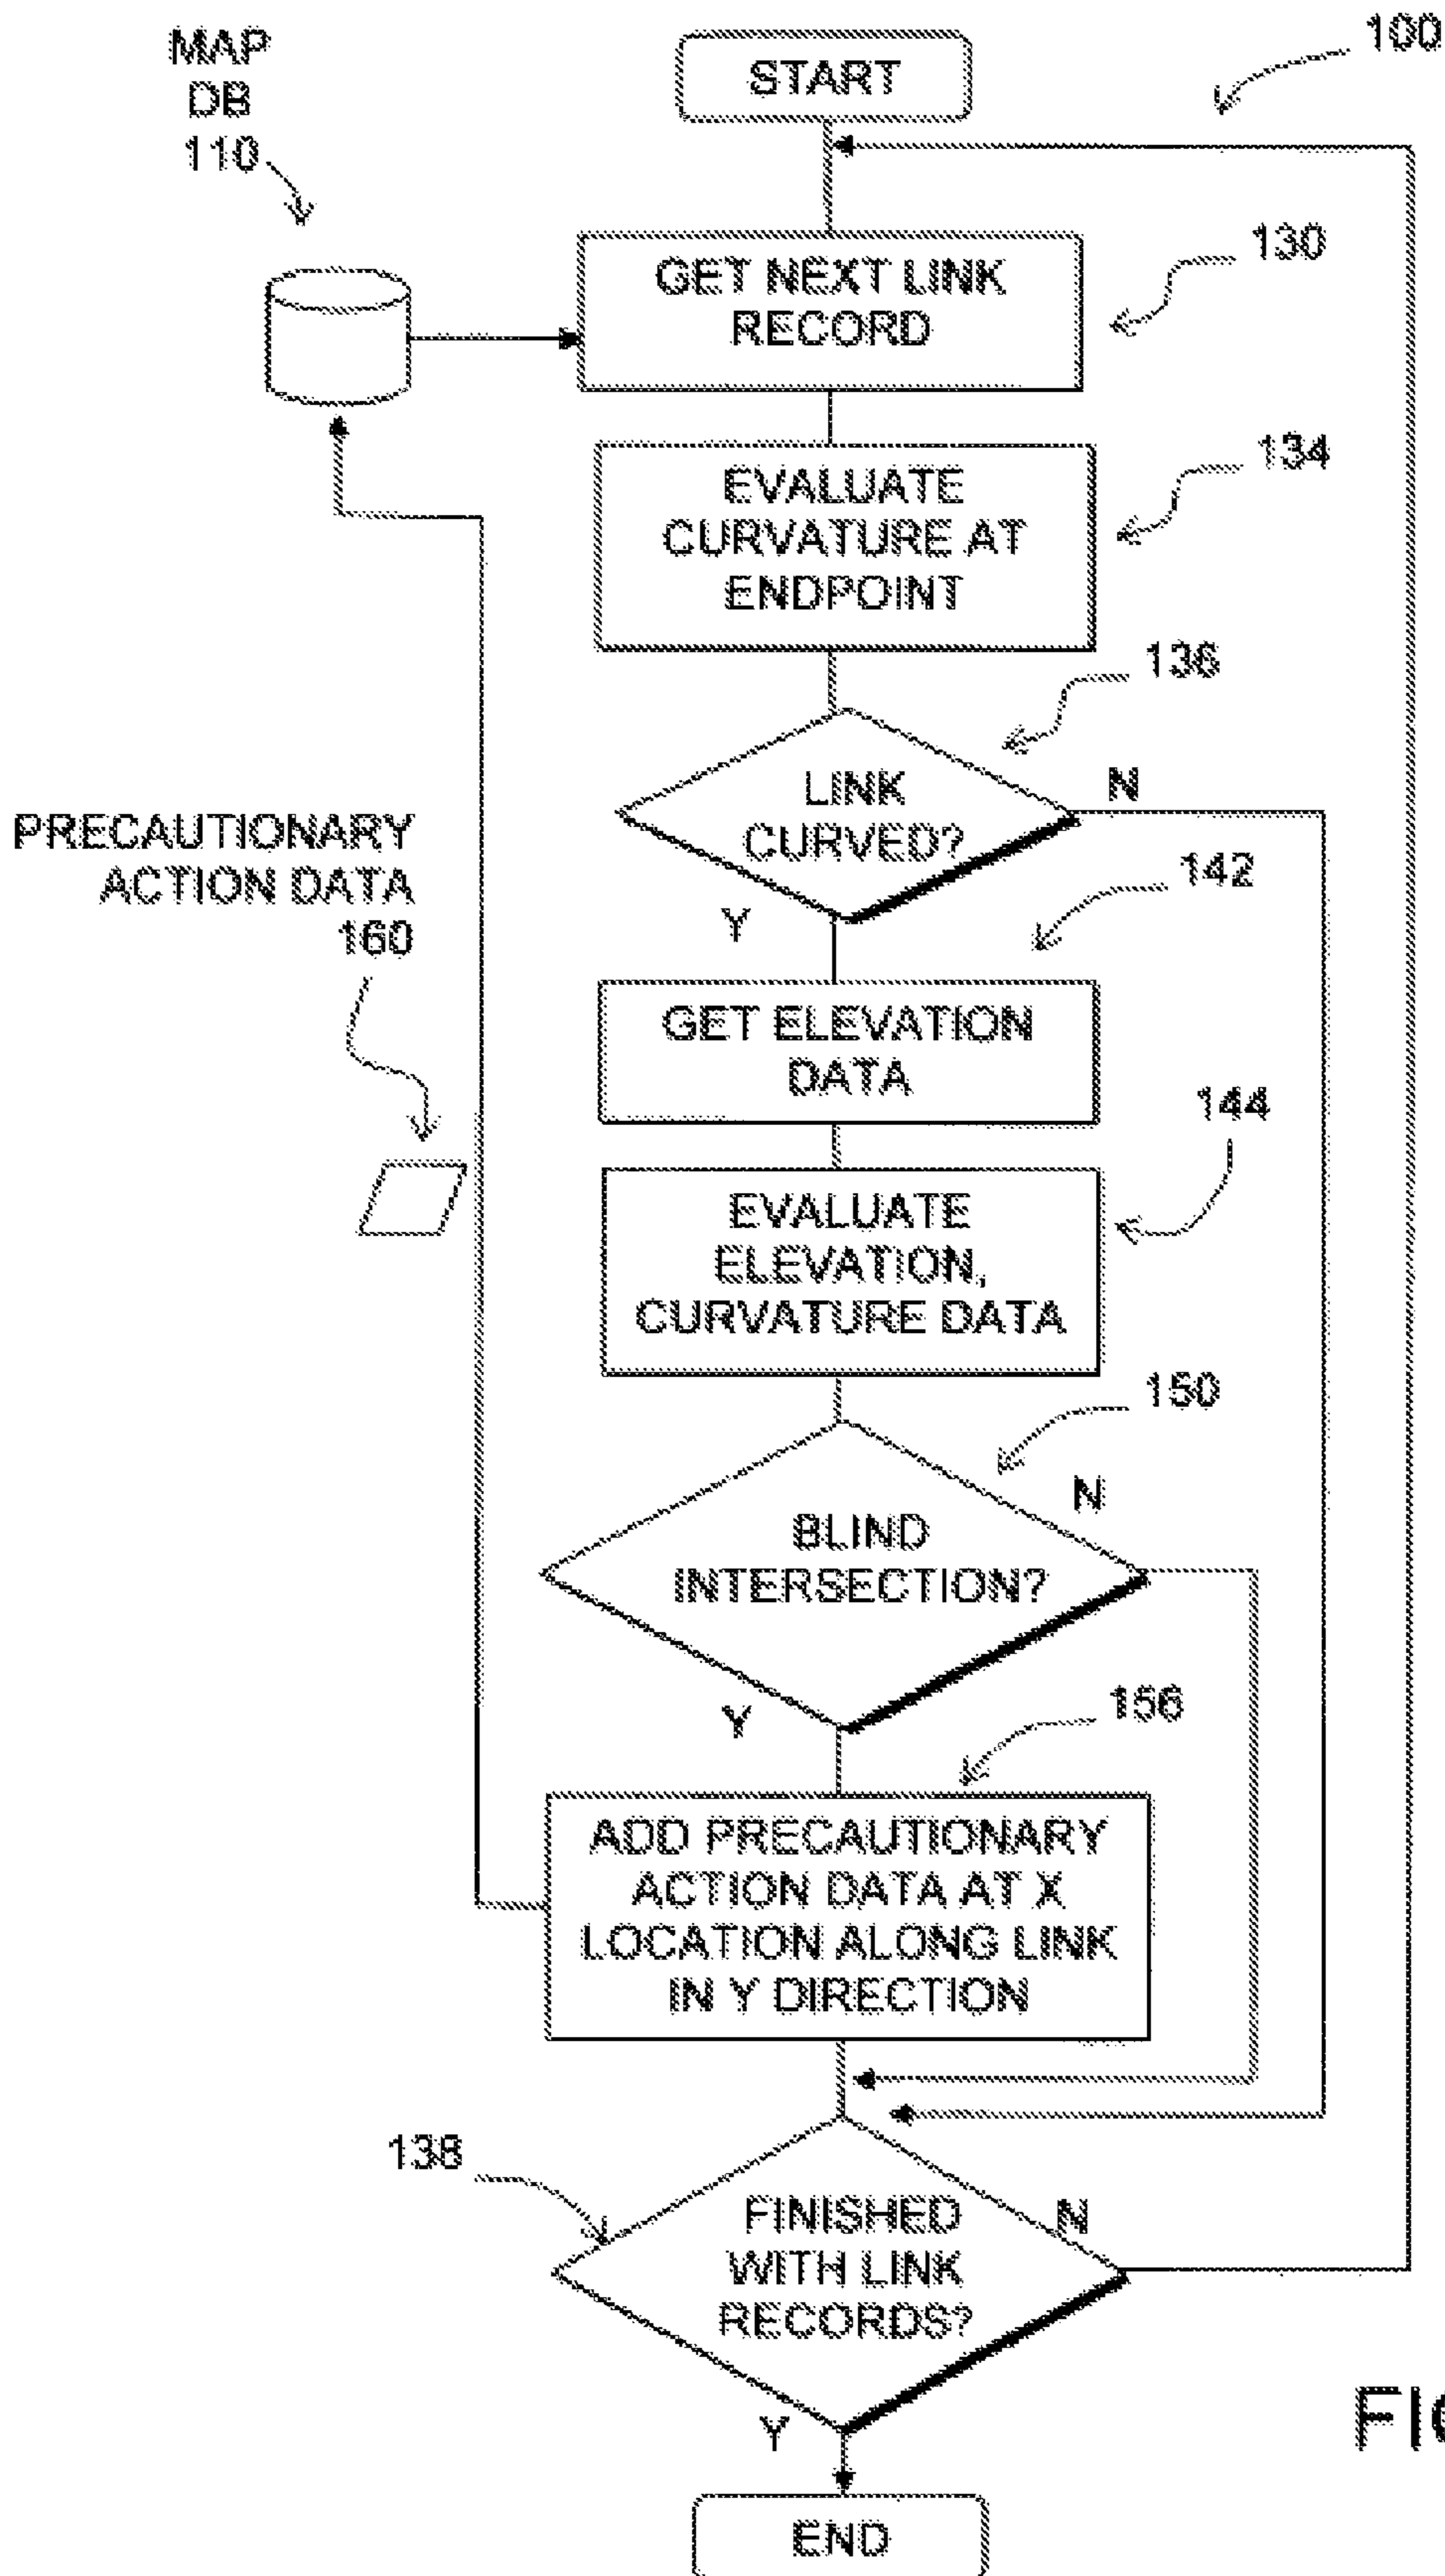 MAP
DB
110
START
100
GET NEXT LINK
RECORD
130
EVALUATE
CURVATURE AT
ENDPOINT
134
136
LINK
CURVED?
N
Y
PRECAUTIONARY
ACTION DATA
160
142
GET ELEVATION
DATA
144
EVALUATE
ELEVATION,
CURVATURE DATA
150
BLIND
INTERSECTION?
N
Y
156
ADD PRECAUTIONARY
ACTION DATA AT X
LOCATION ALONG LINK
IN Y DIRECTION
138
FINISHED
WITH LINK
RECORDS?
N
Y
END